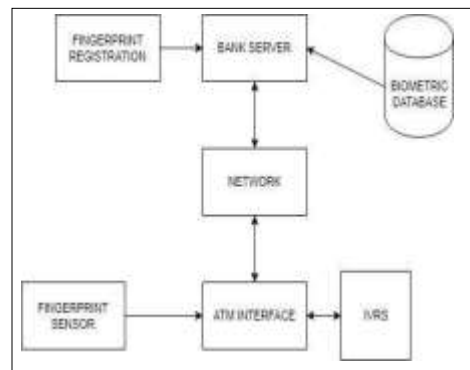 FINGERPRINT
REGISTRATION
BANK SERVER
BIOMETRIC
DATABASE
NETWORK
FINGERPRINT
SENSOR
ATM INTERFACE
IVRS